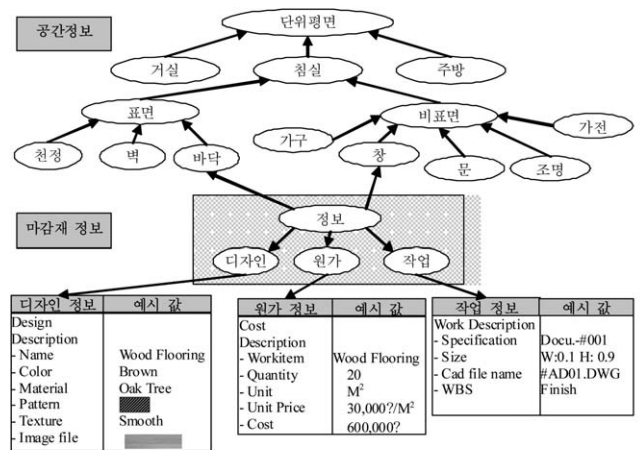 공간정보
단위평면
거실
침실
주방
표면
비표면
천정
벽
바닥
가구
창
문
조명
가전
마감재 정보
정보
디자인
원가
작업
디자인 정보 예시 값
Design
Description
- Name Wood Flooring
- Color Brown
- Material Oak Tree
- Pattern
- Texture Smooth
- Image file
원가 정보 예시 값
Cost
Description
- Workitem Wood Flooring
- Quantity 20
- Unit M²
- Unit Price 30,000?/M²
- Cost 600,000?
작업 정보 예시 값
Work Description
- Specification Docu.-#001
- Size W:0.1 H: 0.9
- Cad file name #AD01.DWG
- WBS Finish